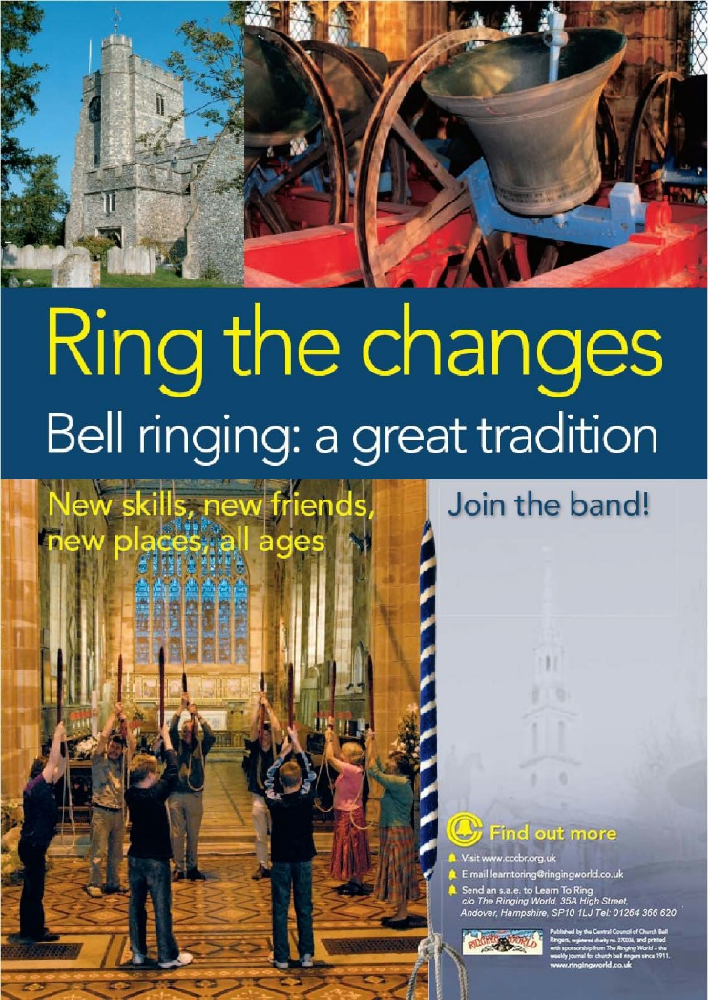 Ring the changes
Bell ringing: a great tradition
New skills, new friends,
new places, all ages
Join the band!
Find out more
Visit www.cccbr.org.uk
E mail learntoring@ringingworld.co.uk
Send an s.a.e. to Learn To Ring
c/o The Ringing World, 35A High Street,
Andover, Hampshire, SP10 1LJ Tel: 01264 366 620
RINGING WORLD
Published by the Central Council of Church Bell
Ringers, registered charity no. 270036, and printed
with sponsorship from The Ringing World – the
weekly journal for church bell ringers since 1911.
www.ringingworld.co.uk